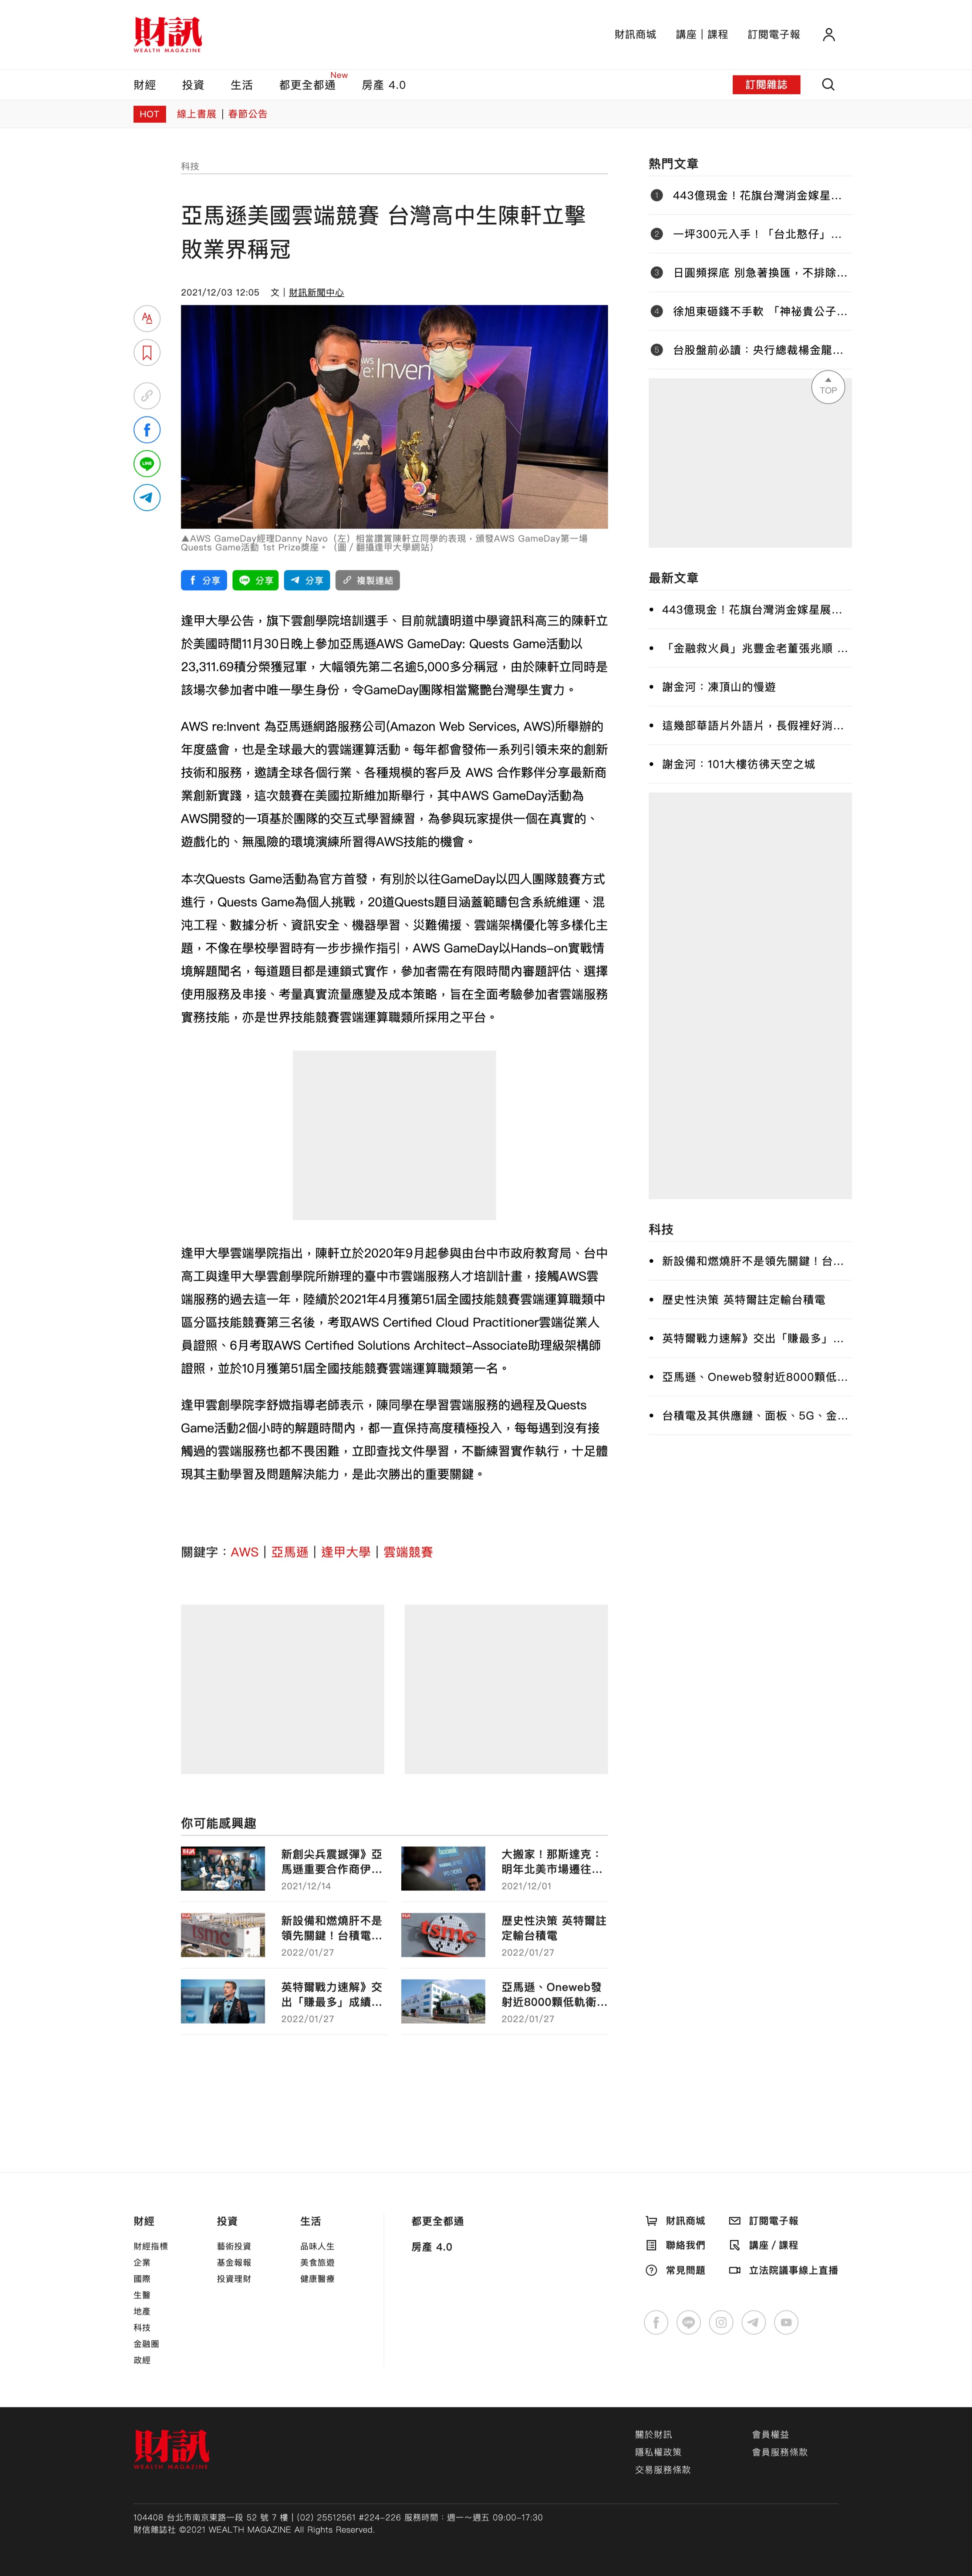 財訊
WEALTH MAGAZINE
財訊商城
講座｜課程
訂閱電子報
財經
投資
生活
都更全都通
New
房產 4.0
訂閱雜誌
HOT
線上書展｜春節公告
科技
亞馬遜美國雲端競賽 台灣高中生陳軒立擊
敗業界稱冠
2021/12/03 12:05 文｜財訊新聞中心
aws
re:Inven
▲AWS GameDay經理Danny Navo（左）相當讚賞陳軒立同學的表現，頒發AWS GameDay第一場
Quests Game活動 1st Prize獎座。（圖 / 翻攝逢甲大學網站）
分享
分享
分享
複製連結
逢甲大學公告，旗下雲創學院培訓選手、目前就讀明道中學資訊科高三的陳軒立
於美國時間11月30日晚上參加亞馬遜AWS GameDay: Quests Game活動以
23,311.69積分榮獲冠軍，大幅領先第二名逾5,000多分稱冠，由於陳軒立同時是
該場次參加者中唯一學生身份，令GameDay團隊相當驚艷台灣學生實力。
AWS re:Invent 為亞馬遜網路服務公司(Amazon Web Services, AWS)所舉辦的
年度盛會，也是全球最大的雲端運算活動。每年都會發佈一系列引領未來的創新
技術和服務，邀請全球各個行業、各種規模的客戶及 AWS 合作夥伴分享最新商
業創新實踐，這次競賽在美國拉斯維加斯舉行，其中AWS GameDay活動為
AWS開發的一項基於團隊的交互式學習練習，為參與玩家提供一個在真實的、
遊戲化的、無風險的環境演練所習得AWS技能的機會。
本次Quests Game活動為官方首發，有別於以往GameDay以四人團隊競賽方式
進行，Quests Game為個人挑戰，20道Quests題目涵蓋範疇包含系統維運、混
沌工程、數據分析、資訊安全、機器學習、災難備援、雲端架構優化等多樣化主
題，不像在學校學習時有一步步操作指引，AWS GameDay以Hands-on實戰情
境解題聞名，每道題目都是連鎖式實作，參加者需在有限時間內審題評估、選擇
使用服務及串接、考量真實流量應變及成本策略，旨在全面考驗參加者雲端服務
實務技能，亦是世界技能競賽雲端運算職類所採用之平台。
逢甲大學雲端學院指出，陳軒立於2020年9月起參與由台中市政府教育局、台中
高工與逢甲大學雲創學院所辦理的臺中市雲端服務人才培訓計畫，接觸AWS雲
端服務的過去這一年，陸續於2021年4月獲第51屆全國技能競賽雲端運算職類中
區分區技能競賽第三名後，考取AWS Certified Cloud Practitioner雲端從業人
員證照、6月考取AWS Certified Solutions Architect-Associate助理級架構師
證照，並於10月獲第51屆全國技能競賽雲端運算職類第一名。
逢甲雲創學院李舒媺指導老師表示，陳同學在學習雲端服務的過程及Quests
Game活動2個小時的解題時間內，都一直保持高度積極投入，每每遇到沒有接
觸過的雲端服務也都不畏困難，立即查找文件學習，不斷練習實作執行，十足體
現其主動學習及問題解決能力，是此次勝出的重要關鍵。
關鍵字：AWS｜亞馬遜｜逢甲大學｜雲端競賽
你可能感興趣
新創尖兵震撼彈》亞
馬遜重要合作商伊...
2021/12/14
大搬家！那斯達克：
明年北美市場遷往...
2021/12/01
新設備和燃燒肝不是
領先關鍵！台積電...
2022/01/27
tsmc
歷史性決策 英特爾註
定輸台積電
2022/01/27
tsmc
英特爾戰力速解》交
出「賺最多」成績...
2022/01/27
亞馬遜、Oneweb發
射近8000顆低軌衛...
2022/01/27
熱門文章
1 443億現金！花旗台灣消金嫁星...
2 一坪300元入手！「台北憨仔」...
3 日圓頻探底 別急著換匯，不排除...
4 徐旭東砸錢不手軟 「神祕貴公子...
5 台股盤前必讀：央行總裁楊金龍...
TOP
最新文章
443億現金！花旗台灣消金嫁星展...
「金融救火員」兆豐金老董張兆順 ...
謝金河：凍頂山的慢遊
這幾部華語片外語片，長假裡好消...
謝金河：101大樓彷彿天空之城
科技
新設備和燃燒肝不是領先關鍵！台...
歷史性決策 英特爾註定輸台積電
英特爾戰力速解》交出「賺最多」...
亞馬遜、Oneweb發射近8000顆低...
台積電及其供應鏈、面板、5G、金...
財經
財經指標
企業
國際
生醫
地產
科技
金融圈
政經
投資
藝術投資
基金報報
投資理財
生活
品味人生
美食旅遊
健康醫療
都更全都通
房產 4.0
財訊商城
訂閱電子報
聯絡我們
講座 / 課程
常見問題
立法院議事線上直播
財訊
WEALTH MAGAZINE
關於財訊
隱私權政策
交易服務條款
會員權益
會員服務條款
104408 台北市南京東路一段 52 號 7 樓｜(02) 25512561 #224-226 服務時間：週一～週五 09:00-17:30
財信雜誌社 ©2021 WEALTH MAGAZINE All Rights Reserved.